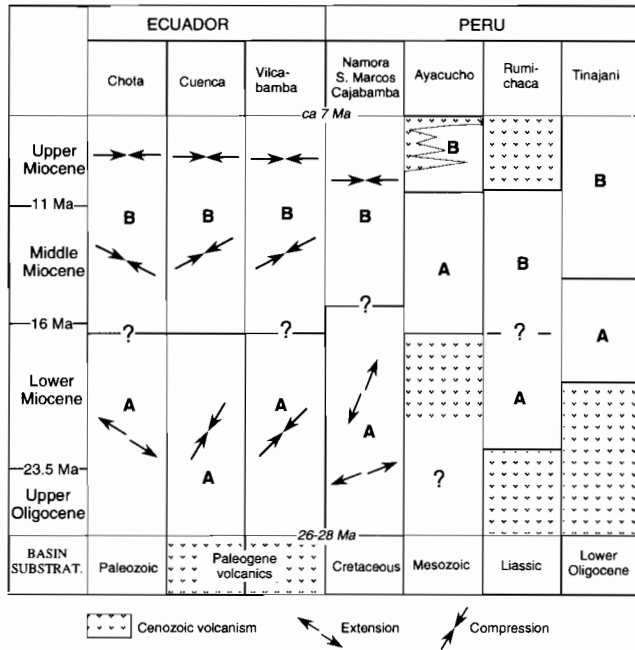 ECUADOR PERU
Chota Cuenca Vilca-
bamba Namora
S. Marcos
Cajabamba Ayacucho Rumi-
chaca Tinajani
ca 7 Ma
Upper
Miocene
B
B
11 Ma
B B B B
Middle
Miocene
A B
16 Ma
? ? ? ?
A
Lower
Miocene
A A A
A
23.5 Ma
A ?
Upper
Oligocene
26-28 Ma
BASIN
SUBSTRAT.
Paleozoic Paleogene
volcanics Cretaceous Mesozoic Liassic Lower
Oligocene
Cenozoic volcanism Extension Compression